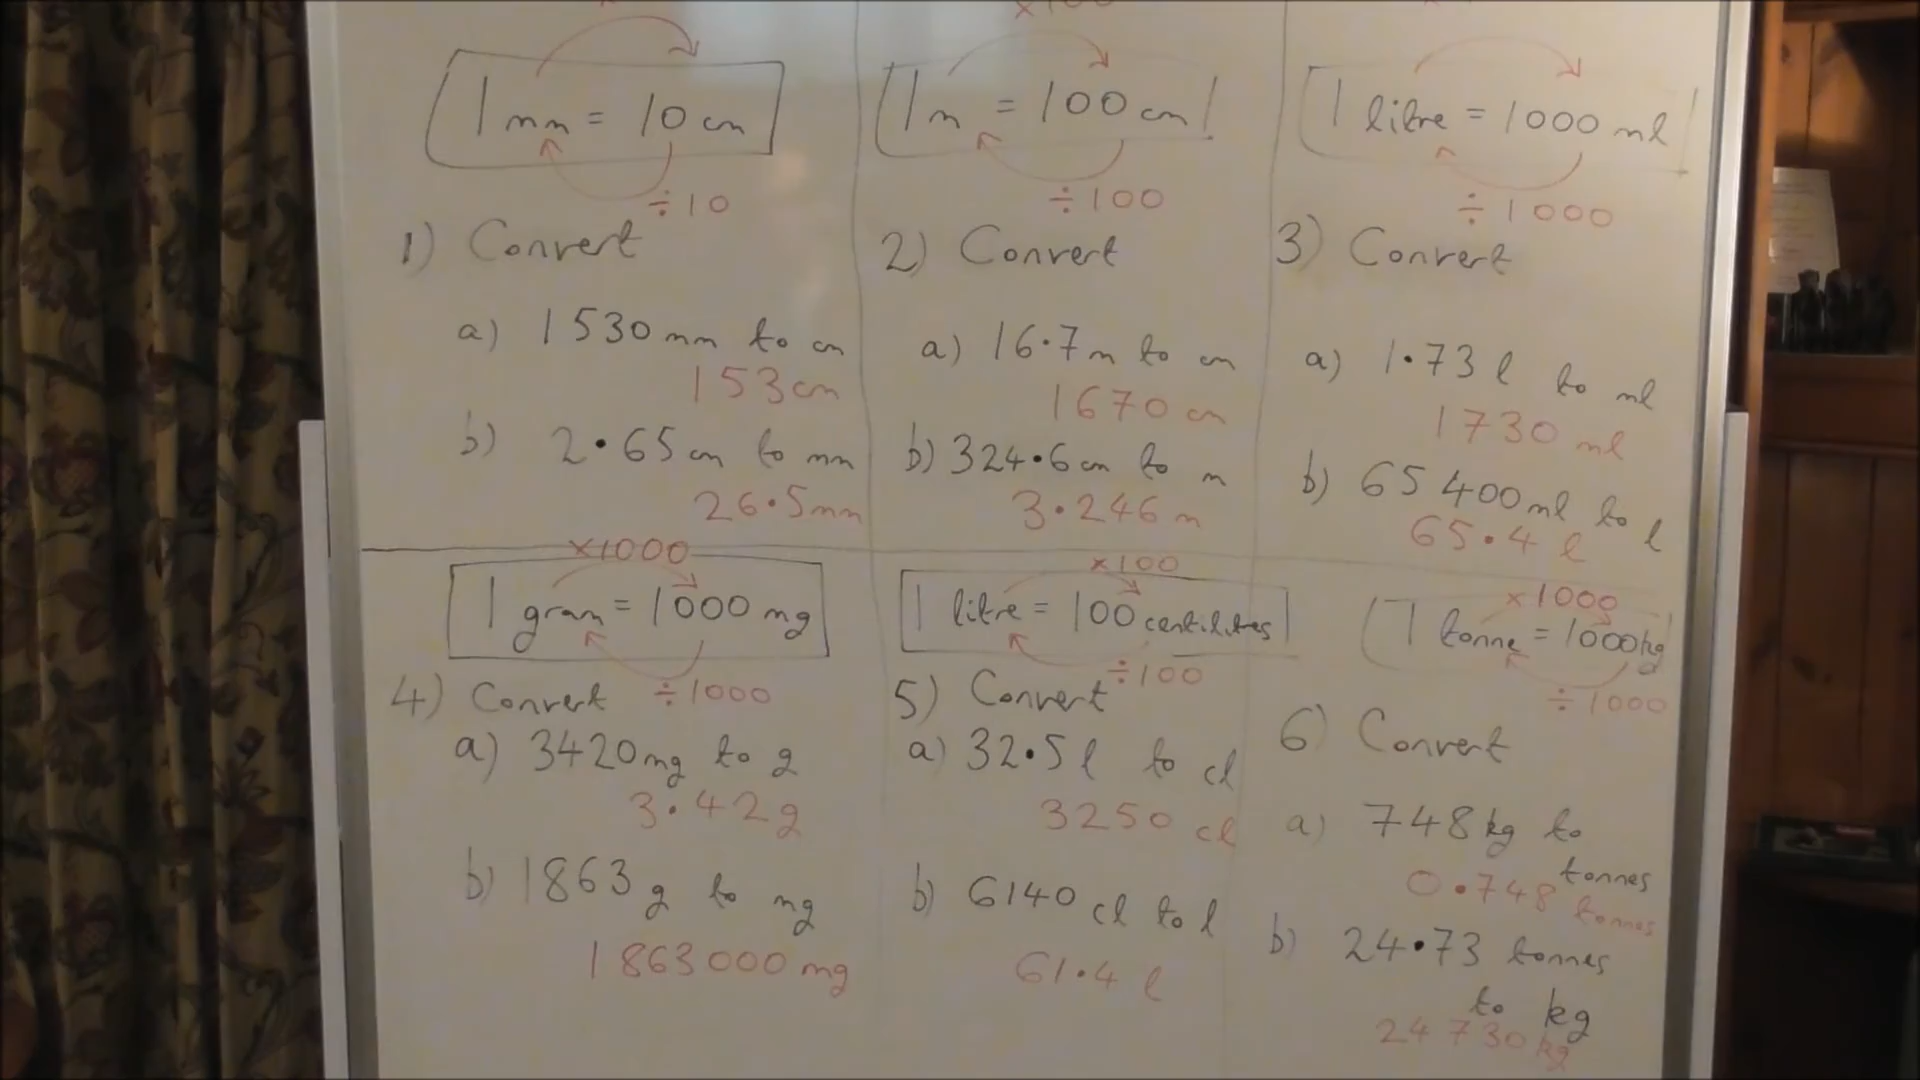 1 mm = 10 cm
÷10
1) Convert
a) 1530 mm to cm
153 cm
b) 2.65 cm to mm
26.5 mm
×100
1 m = 100 cm
÷100
2) Convert
a) 16.7 m to cm
1670 cm
b) 324.6 cm to m
3.246 m
1 litre = 1000 ml
÷1000
3) Convert
a) 1.73 l to ml
1730 ml
b) 65 400 ml to l
65.4 l
×1000
1 gram = 1000 mg
÷1000
4) Convert
a) 3420 mg to g
3.42 g
b) 1863 g to mg
1863000 mg
×100
1 litre = 100 centilitres
÷100
5) Convert
a) 32.5 l to cl
3250 cl
b) 6140 cl to l
61.4 l
×1000
1 tonne = 1000 kg
÷1000
6) Convert
a) 748 kg to
tonnes
0.748 tonnes
b) 24.73 tonnes
to kg
24 730 kg